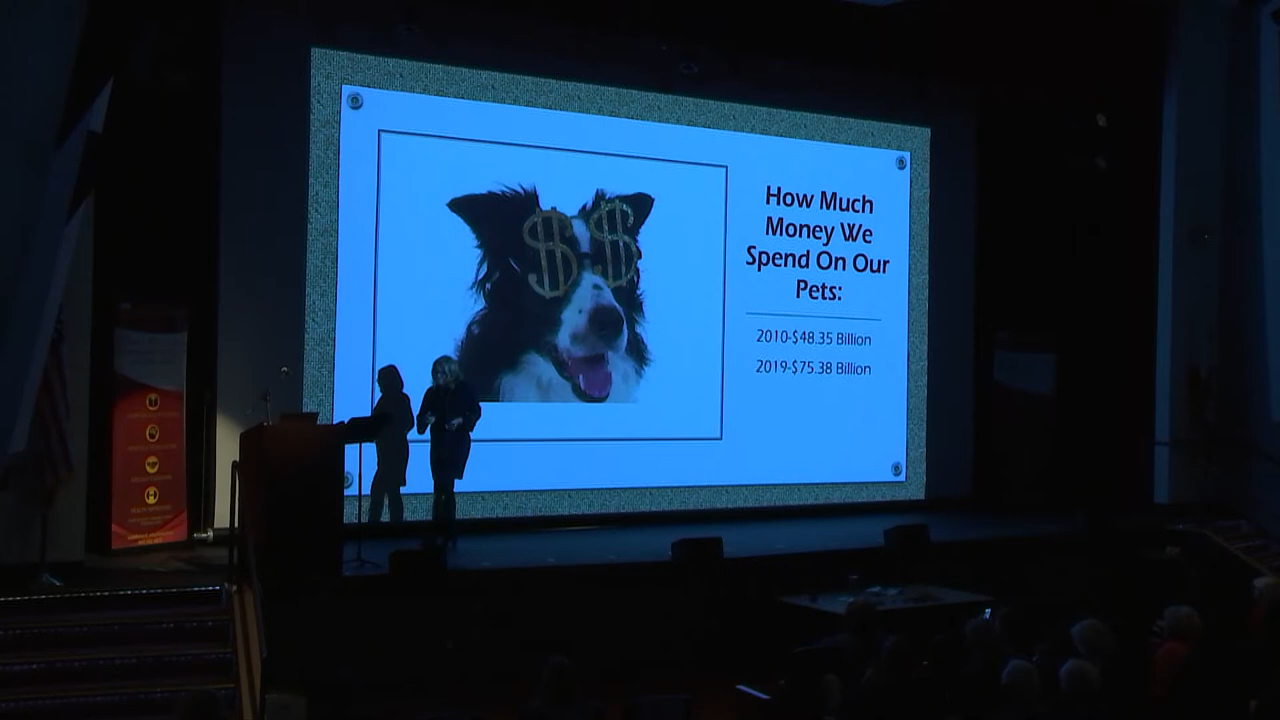 How Much
Money We
Spend On Our
Pets:
2010-$48.35 Billion
2019-$75.38 Billion